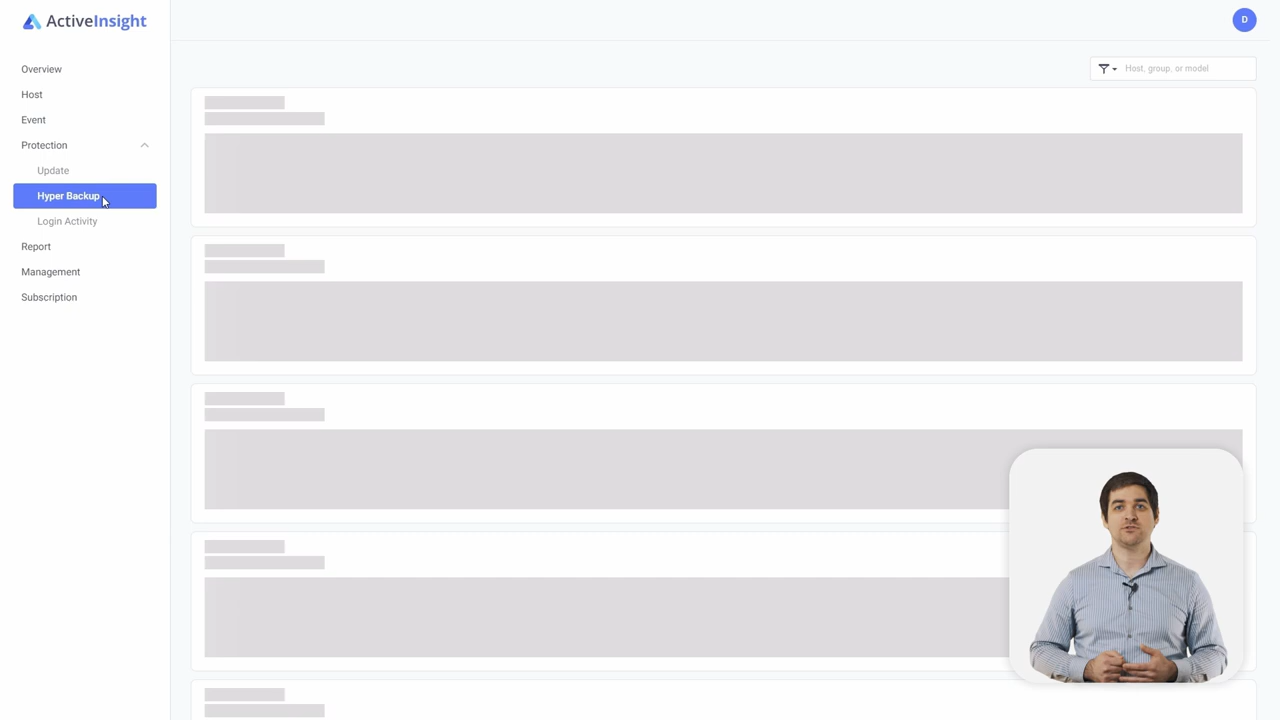 ActiveInsight
D
Host, group, or model
Overview
Host
Event
Protection
Update
Hyper Backup
Login Activity
Report
Management
Subscription